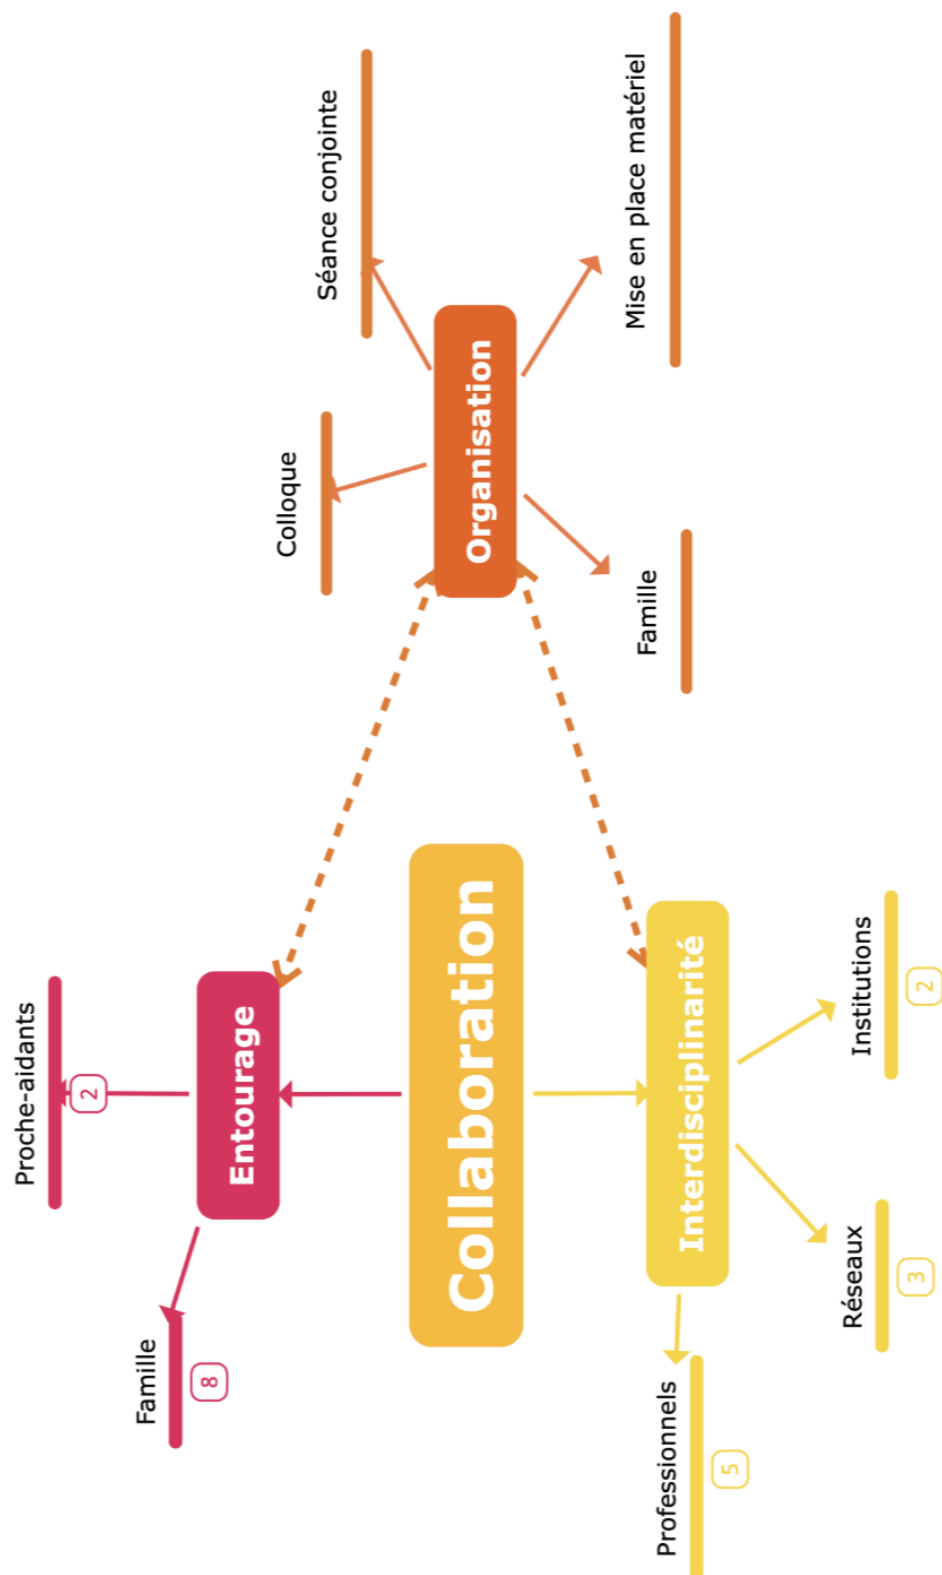 Proche-aidants
2
Famille
8
Entourage
Colloque
Séance conjointe
Collaboration
Organisation
Interdisciplinarité
Famille
Mise en place matériel
Professionnels
5
Réseaux
3
Institutions
2